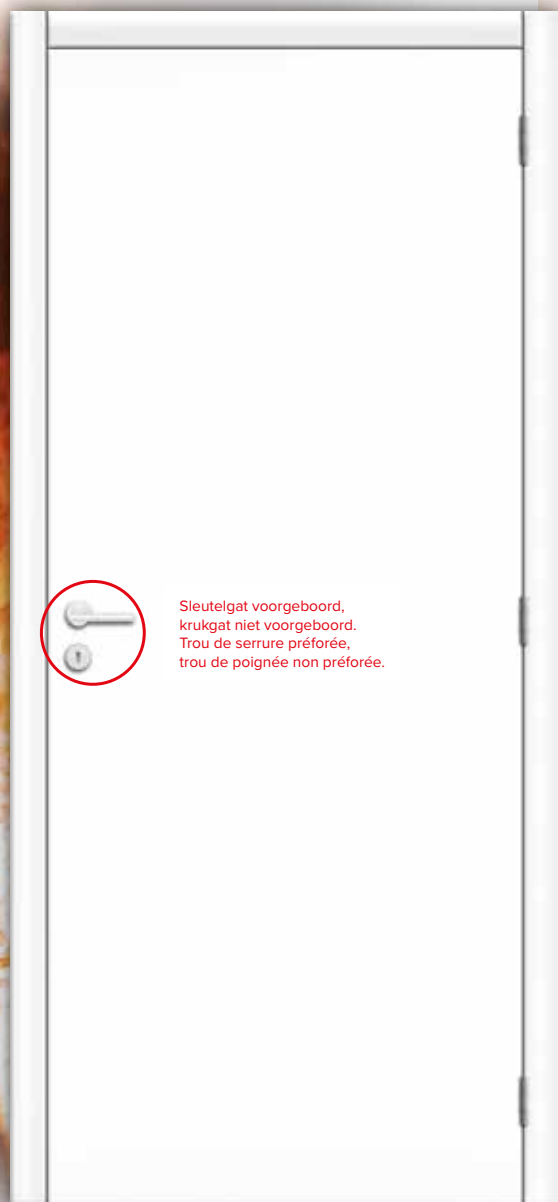 Sleutelgat voorgeboord,
krukgat niet voorgeboord.
Trou de serrure préforée,
trou de poignée non préforée.